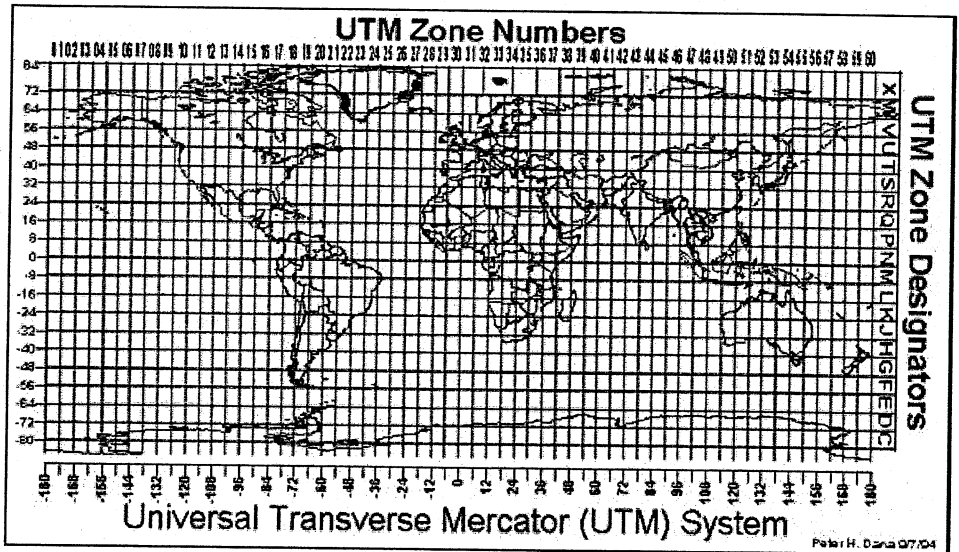 UTM Zone Numbers
01 02 03 04 05 06 07 08 09 10 11 12 13 14 15 16 17 18 19 20 21 22 23 24 25 26 27 28 29 30 31 32 33 34 35 36 37 38 39 40 41 42 43 44 45 46 47 48 49 50 51 52 53 54 55 56 57 58 59 60
84
72
64
56
48
40
32
24
16
8
0
-8
-16
-24
-32
-40
-48
-56
-64
-72
-80
X
W
V
U
T
S
R
Q
P
N
M
L
K
J
H
G
F
E
D
C
UTM Zone Designators
-180 -168 -156 -144 -132 -120 -108 -96 -84 -72 -60 -48 -36 -24 -12 0 12 24 36 48 60 72 84 96 108 120 132 144 156 168 180
Universal Transverse Mercator (UTM) System
Peter H. Dana 9/7/94